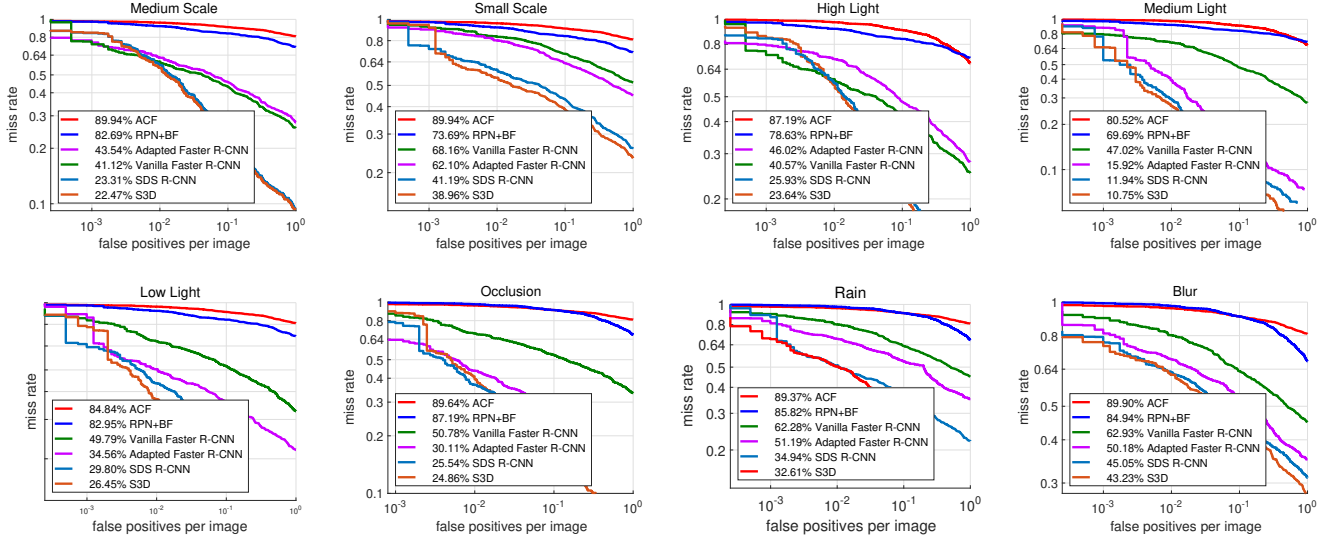 Medium Scale
0.8
0.64
0.5
0.4
0.3
0.2
0.1
miss rate
89.94% ACF
82.69% RPN+BF
43.54% Adapted Faster R-CNN
41.12% Vanilla Faster R-CNN
23.31% SDS R-CNN
22.47% S3D
10-3
10-2
10-1
100
false positives per image
Small Scale
1
0.8
0.64
0.5
0.4
0.3
0.2
miss rate
89.94% ACF
73.69% RPN+BF
68.16% Vanilla Faster R-CNN
62.10% Adapted Faster R-CNN
41.19% SDS R-CNN
38.96% S3D
10-3
10-2
10-1
100
false positives per image
High Light
1
0.8
0.64
0.5
0.4
0.3
0.2
miss rate
87.19% ACF
78.63% RPN+BF
46.02% Adapted Faster R-CNN
40.57% Vanilla Faster R-CNN
25.93% SDS R-CNN
23.64% S3D
10-3
10-2
10-1
100
false positives per image
Medium Light
1
0.8
0.64
0.5
0.4
0.3
0.2
0.1
miss rate
80.52% ACF
69.69% RPN+BF
47.02% Vanilla Faster R-CNN
15.92% Adapted Faster R-CNN
11.94% SDS R-CNN
10.75% S3D
10-3
10-2
10-1
100
false positives per image
Low Light
miss rate
84.84% ACF
82.95% RPN+BF
49.79% Vanilla Faster R-CNN
34.56% Adapted Faster R-CNN
29.80% SDS R-CNN
26.45% S3D
10-3
10-2
10-1
100
false positives per image
Occlusion
1
0.8
0.64
0.5
0.4
0.3
0.2
0.1
miss rate
89.64% ACF
87.19% RPN+BF
50.78% Vanilla Faster R-CNN
30.11% Adapted Faster R-CNN
25.54% SDS R-CNN
24.86% S3D
10-3
10-2
10-1
100
false positives per image
Rain
1
0.8
0.64
0.5
0.4
0.3
0.2
miss rate
89.37% ACF
85.82% RPN+BF
62.28% Vanilla Faster R-CNN
51.19% Adapted Faster R-CNN
34.94% SDS R-CNN
32.61% S3D
10-3
10-2
10-1
100
false positives per image
Blur
1
0.8
0.64
0.5
0.4
0.3
miss rate
89.90% ACF
84.94% RPN+BF
62.93% Vanilla Faster R-CNN
50.18% Adapted Faster R-CNN
45.05% SDS R-CNN
43.23% S3D
10-3
10-2
10-1
100
false positives per image